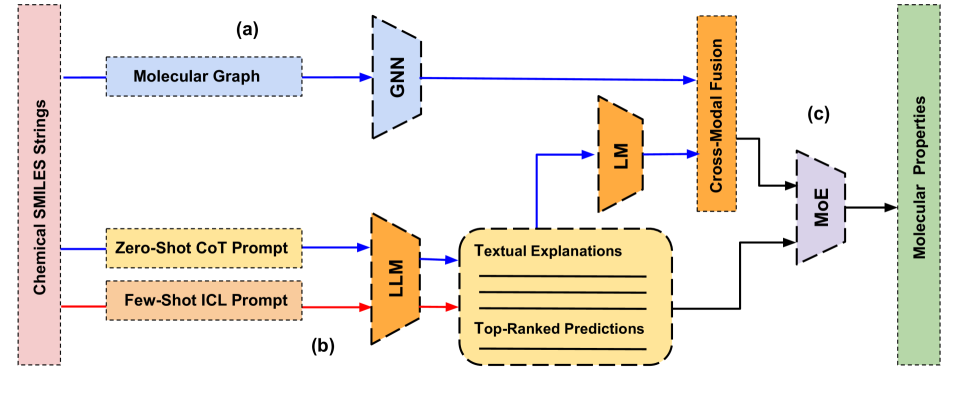 Chemical SMILES Strings
(a)
Molecular Graph
GNN
Zero-Shot CoT Prompt
Few-Shot ICL Prompt
(b)
LLM
Textual Explanations
Top-Ranked Predictions
LM
Cross-Modal Fusion
(c)
MoE
Molecular Properties